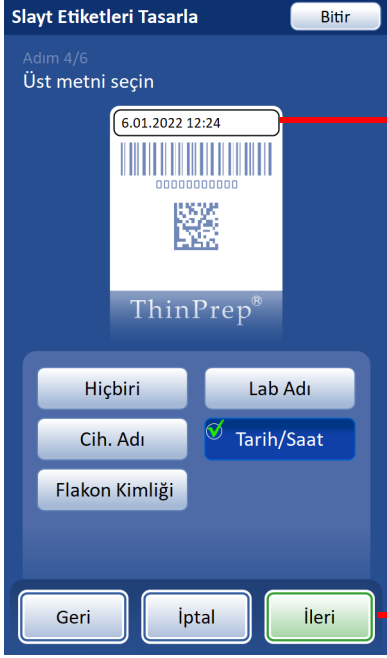 Slayt Etiketleri Tasarla
Bitir
Adım 4/6
Üst metni seçin
6.01.2022 12:24
00000000000
ThinPrep®
Hiçbiri
Lab Adı
Cih. Adı
Tarih/Saat
Flakon Kimliği
Geri
İptal
İleri